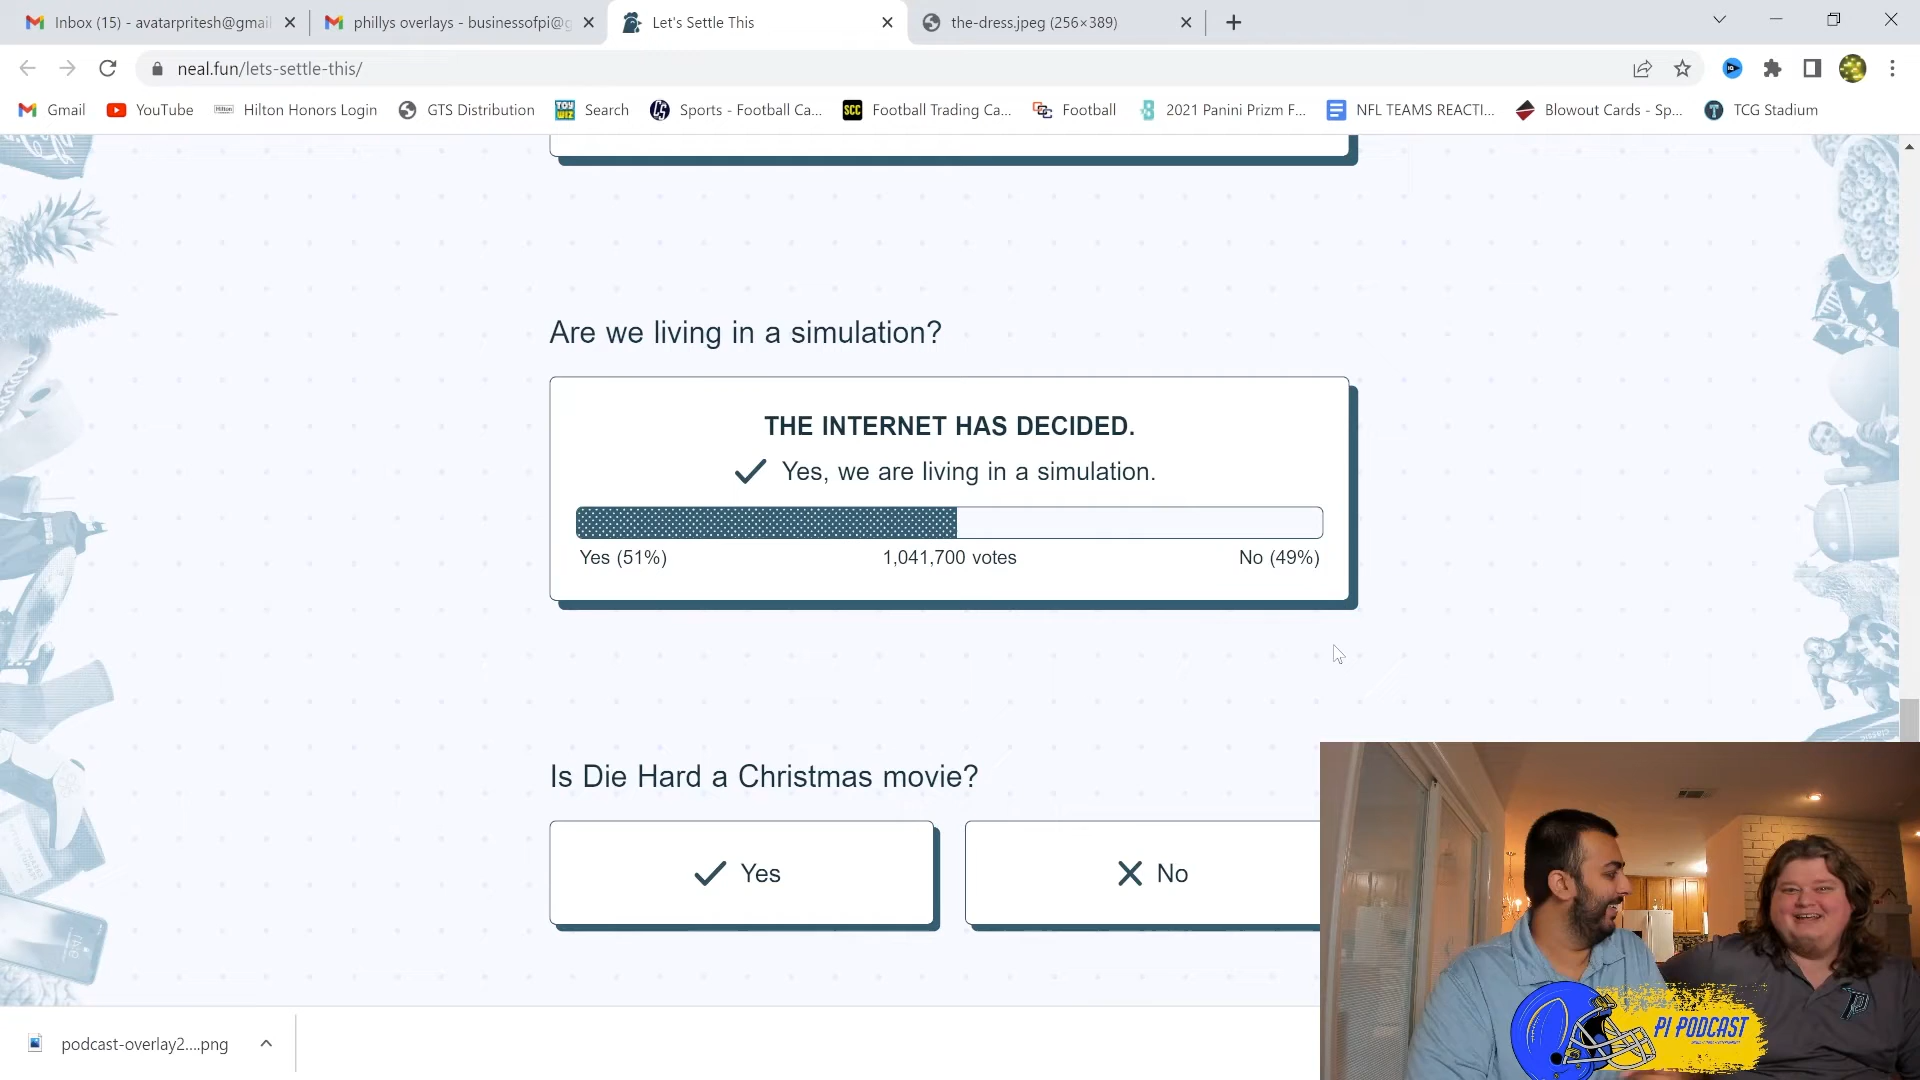 Inbox (15) - avatarpritesh@gmail
phillys overlays - businessofpi@g
Let's Settle This
the-dress.jpeg (256×389)
neal.fun/lets-settle-this/
Gmail
YouTube
Hilton Honors Login
GTS Distribution
Search
Sports - Football Ca...
SCC
Football Trading Ca...
Football
2021 Panini Prizm F...
NFL TEAMS REACTI...
Blowout Cards - Sp...
TCG Stadium
Are we living in a simulation?
THE INTERNET HAS DECIDED.
Yes, we are living in a simulation.
Yes (51%)
1,041,700 votes
No (49%)
Is Die Hard a Christmas movie?
Yes
No
PI PODCAST
podcast-overlay2....png